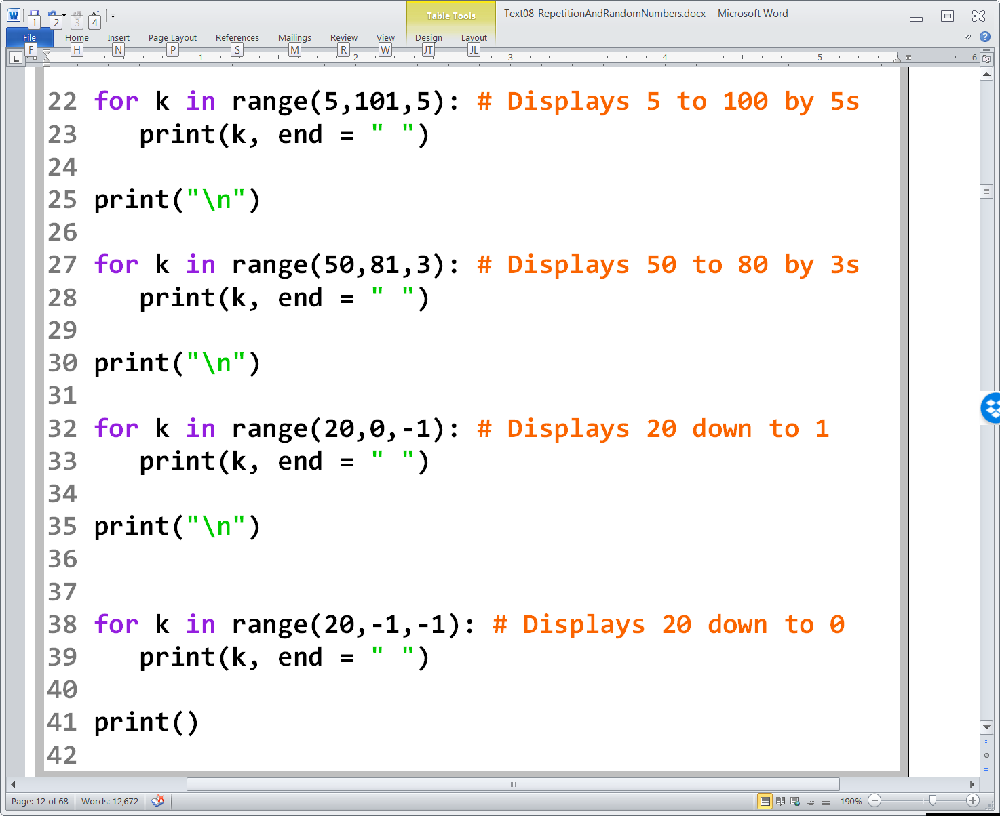 Table Tools
Text08-RepetitionAndRandomNumbers.docx - Microsoft Word
W 1 2 3 4
File Home Insert Page Layout References Mailings Review View Design Layout
F H N P S M R W JT JL
1 2 3 4 5 6
22 for k in range(5,101,5): # Displays 5 to 100 by 5s
23    print(k, end = " ")
24
25 print("\n")
26
27 for k in range(50,81,3): # Displays 50 to 80 by 3s
28    print(k, end = " ")
29
30 print("\n")
31
32 for k in range(20,0,-1): # Displays 20 down to 1
33    print(k, end = " ")
34
35 print("\n")
36
37
38 for k in range(20,-1,-1): # Displays 20 down to 0
39    print(k, end = " ")
40
41 print()
42
Page: 12 of 68 Words: 12,672 190%